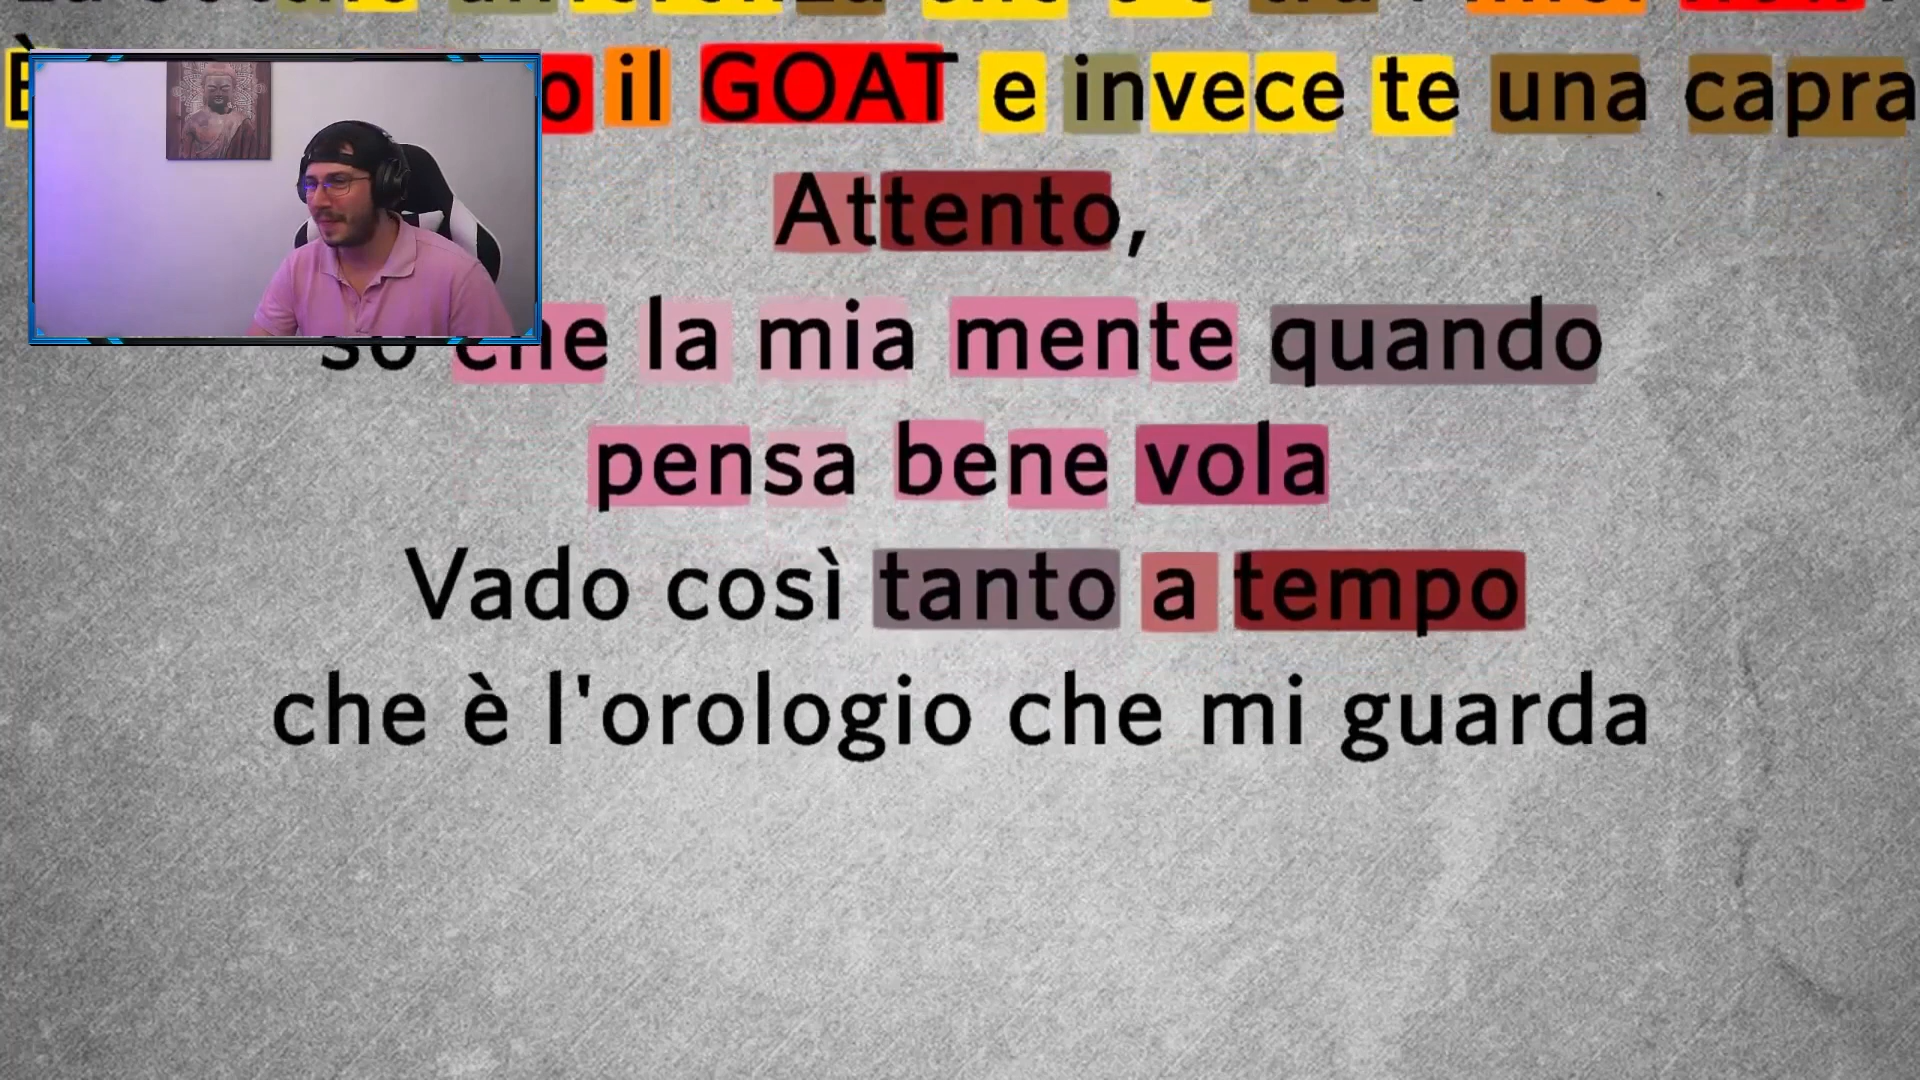 o il GOAT e invece te una capra
Attento,
so che la mia mente quando
pensa bene vola
Vado così tanto a tempo
che è l'orologio che mi guarda